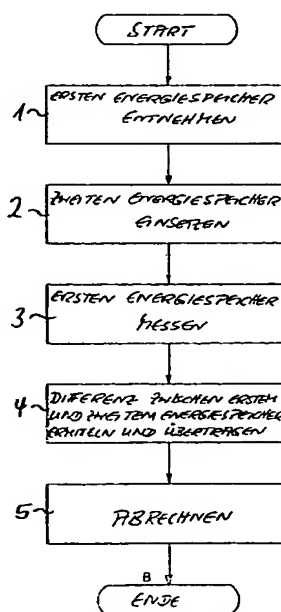 START
1 ERSTEN ENERGIESPEICHER
ENTNEHMEN
2 ZWEITEN ENERGIESPEICHER
EINSETZEN
3 ERSTEN ENERGIESPEICHER
MESSEN
4 DIFFERENZ ZWISCHEN ERSTEM
UND ZWEITEM ENERGIESPEICHER
ERMITELN UND ÜBERTRAGEN
5 ABRECHNEN
B
ENDE